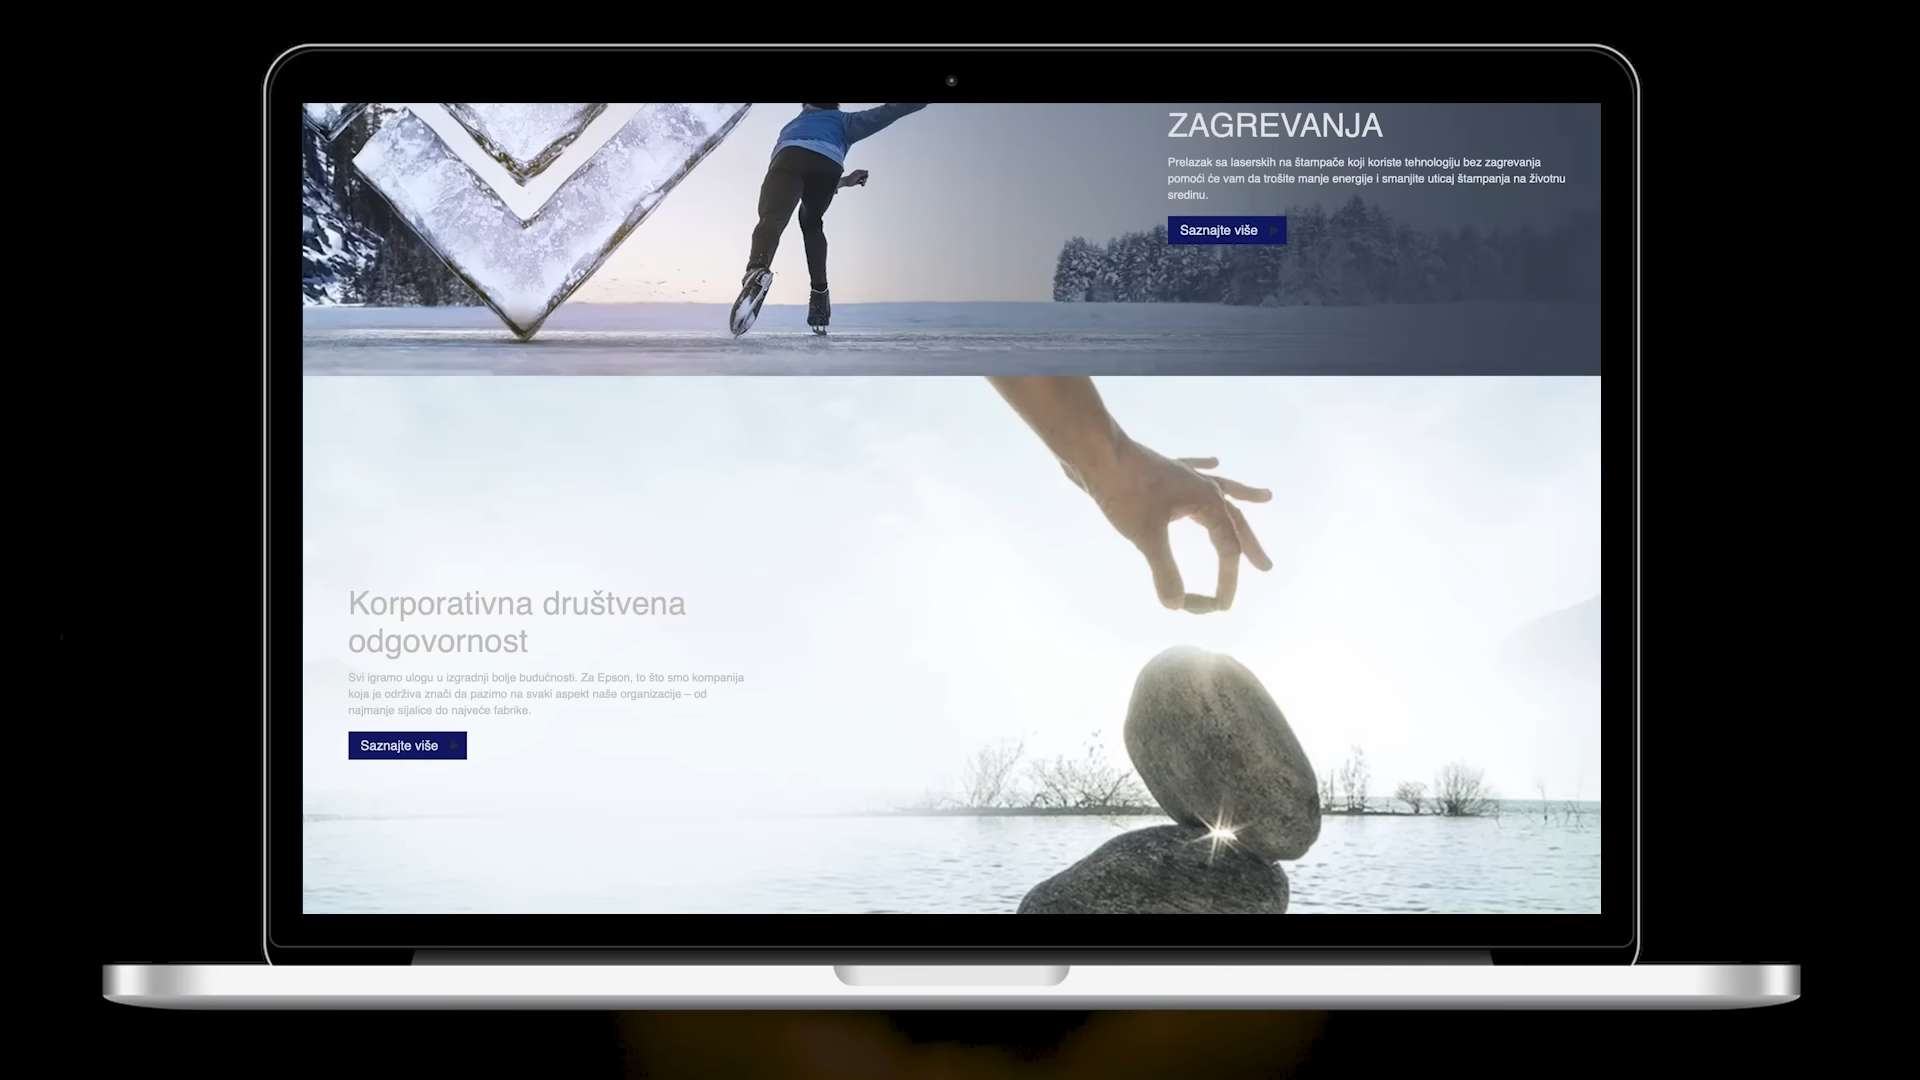 ZAGREVANJA
Prelazak sa laserskih na štampače koji koriste tehnologiju bez zagrevanja
pomoći će vam da trošite manje energije i smanjite uticaj štampanja na životnu
sredinu.
Saznajte više
Korporativna društvena
odgovornost
Svi igramo ulogu u izgradnji bolje budućnosti. Za Epson, to što smo kompanija
koja je održiva znači da pazimo na svaki aspekt naše organizacije – od
najmanje sijalice do najveće fabrike.
Saznajte više